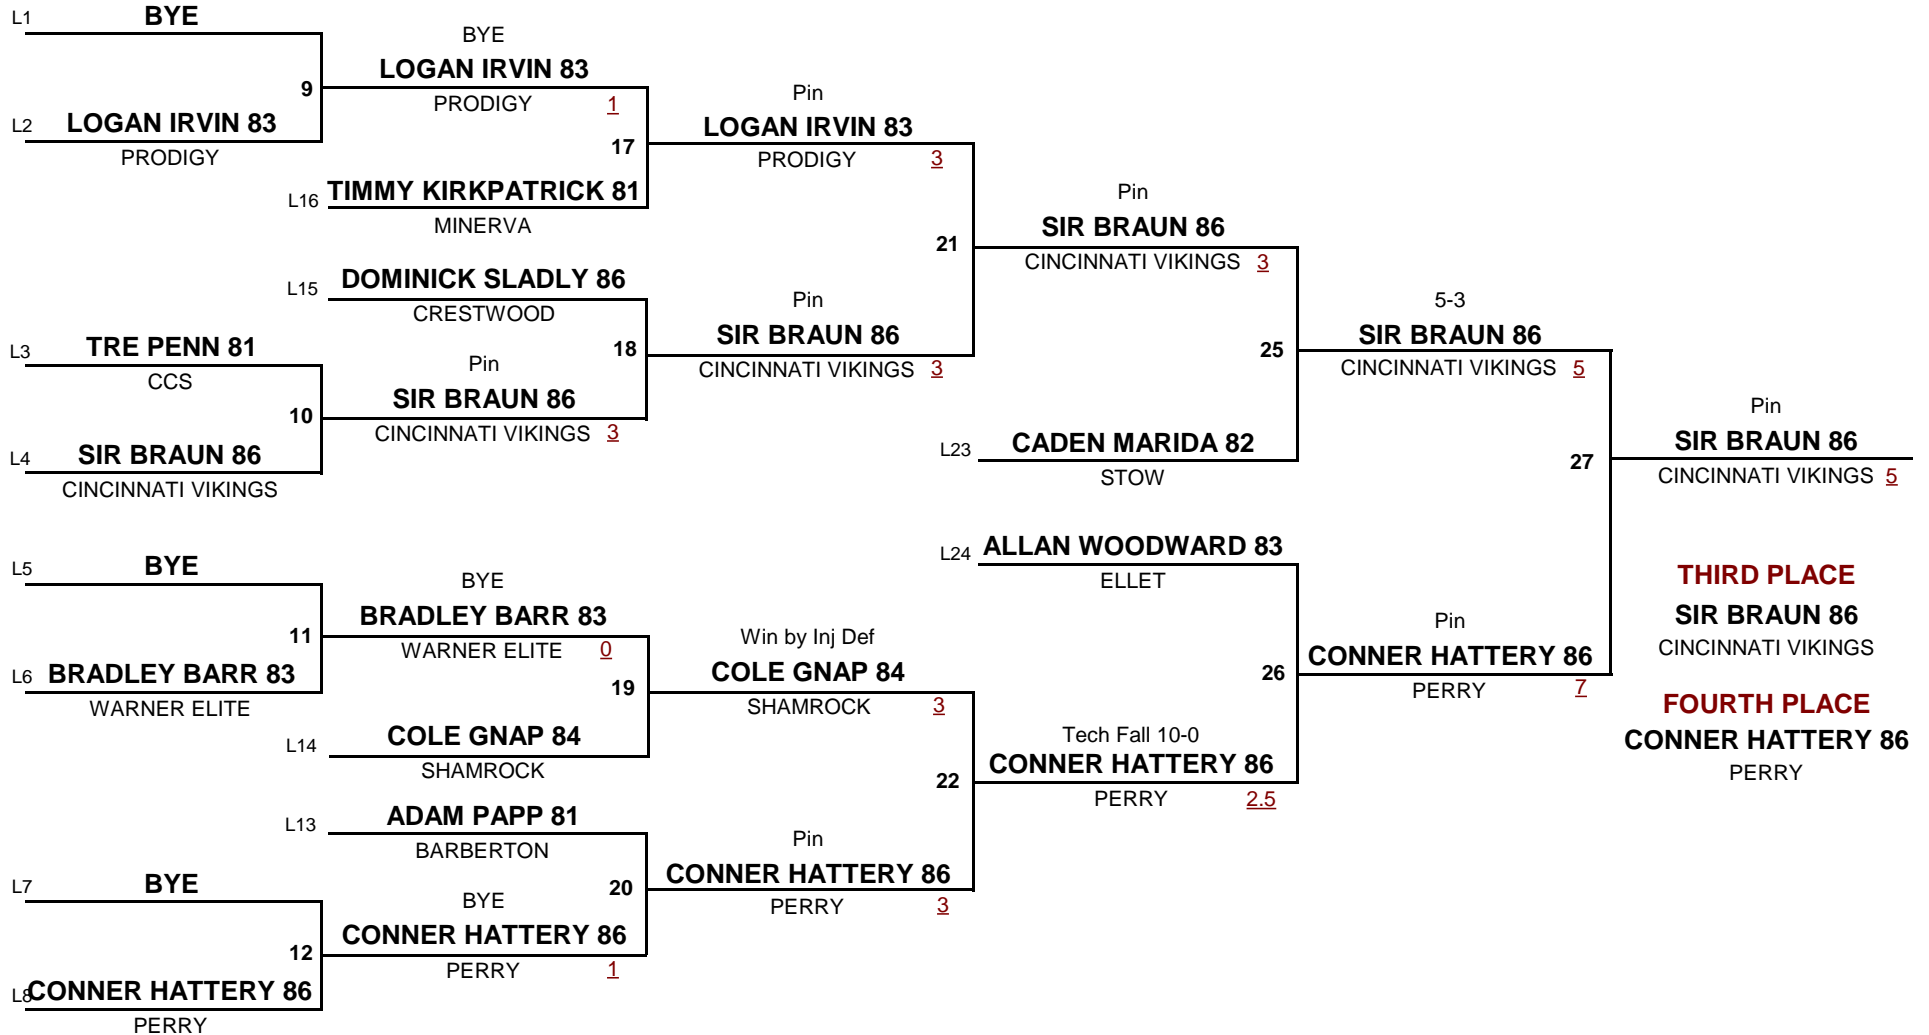 L1 BYE
BYE
LOGAN IRVIN 83
9
PRODIGY 1
L2 LOGAN IRVIN 83
PRODIGY
Pin
LOGAN IRVIN 83
17
PRODIGY 3
L16 TIMMY KIRKPATRICK 81
MINERVA
Pin
SIR BRAUN 86
21
CINCINNATI VIKINGS 3
L15 DOMINICK SLADLY 86
CRESTWOOD
Pin
SIR BRAUN 86
18
CINCINNATI VIKINGS 3
L3 TRE PENN 81
CCS
Pin
SIR BRAUN 86
10
CINCINNATI VIKINGS 3
L4 SIR BRAUN 86
CINCINNATI VIKINGS
5-3
SIR BRAUN 86
25
CINCINNATI VIKINGS 5
L23 CADEN MARIDA 82
STOW
Pin
SIR BRAUN 86
27
CINCINNATI VIKINGS 5
L5 BYE
BYE
BRADLEY BARR 83
11
WARNER ELITE 0
L6 BRADLEY BARR 83
WARNER ELITE
Win by Inj Def
COLE GNAP 84
19
SHAMROCK 3
L14 COLE GNAP 84
SHAMROCK
L24 ALLAN WOODWARD 83
ELLET
Pin
CONNER HATTERY 86
26
PERRY 7
Tech Fall 10-0
CONNER HATTERY 86
22
PERRY 2.5
L13 ADAM PAPP 81
BARBERTON
Pin
CONNER HATTERY 86
20
PERRY 3
L7 BYE
BYE
CONNER HATTERY 86
12
PERRY 1
L8 CONNER HATTERY 86
PERRY
THIRD PLACE
SIR BRAUN 86
CINCINNATI VIKINGS
FOURTH PLACE
CONNER HATTERY 86
PERRY